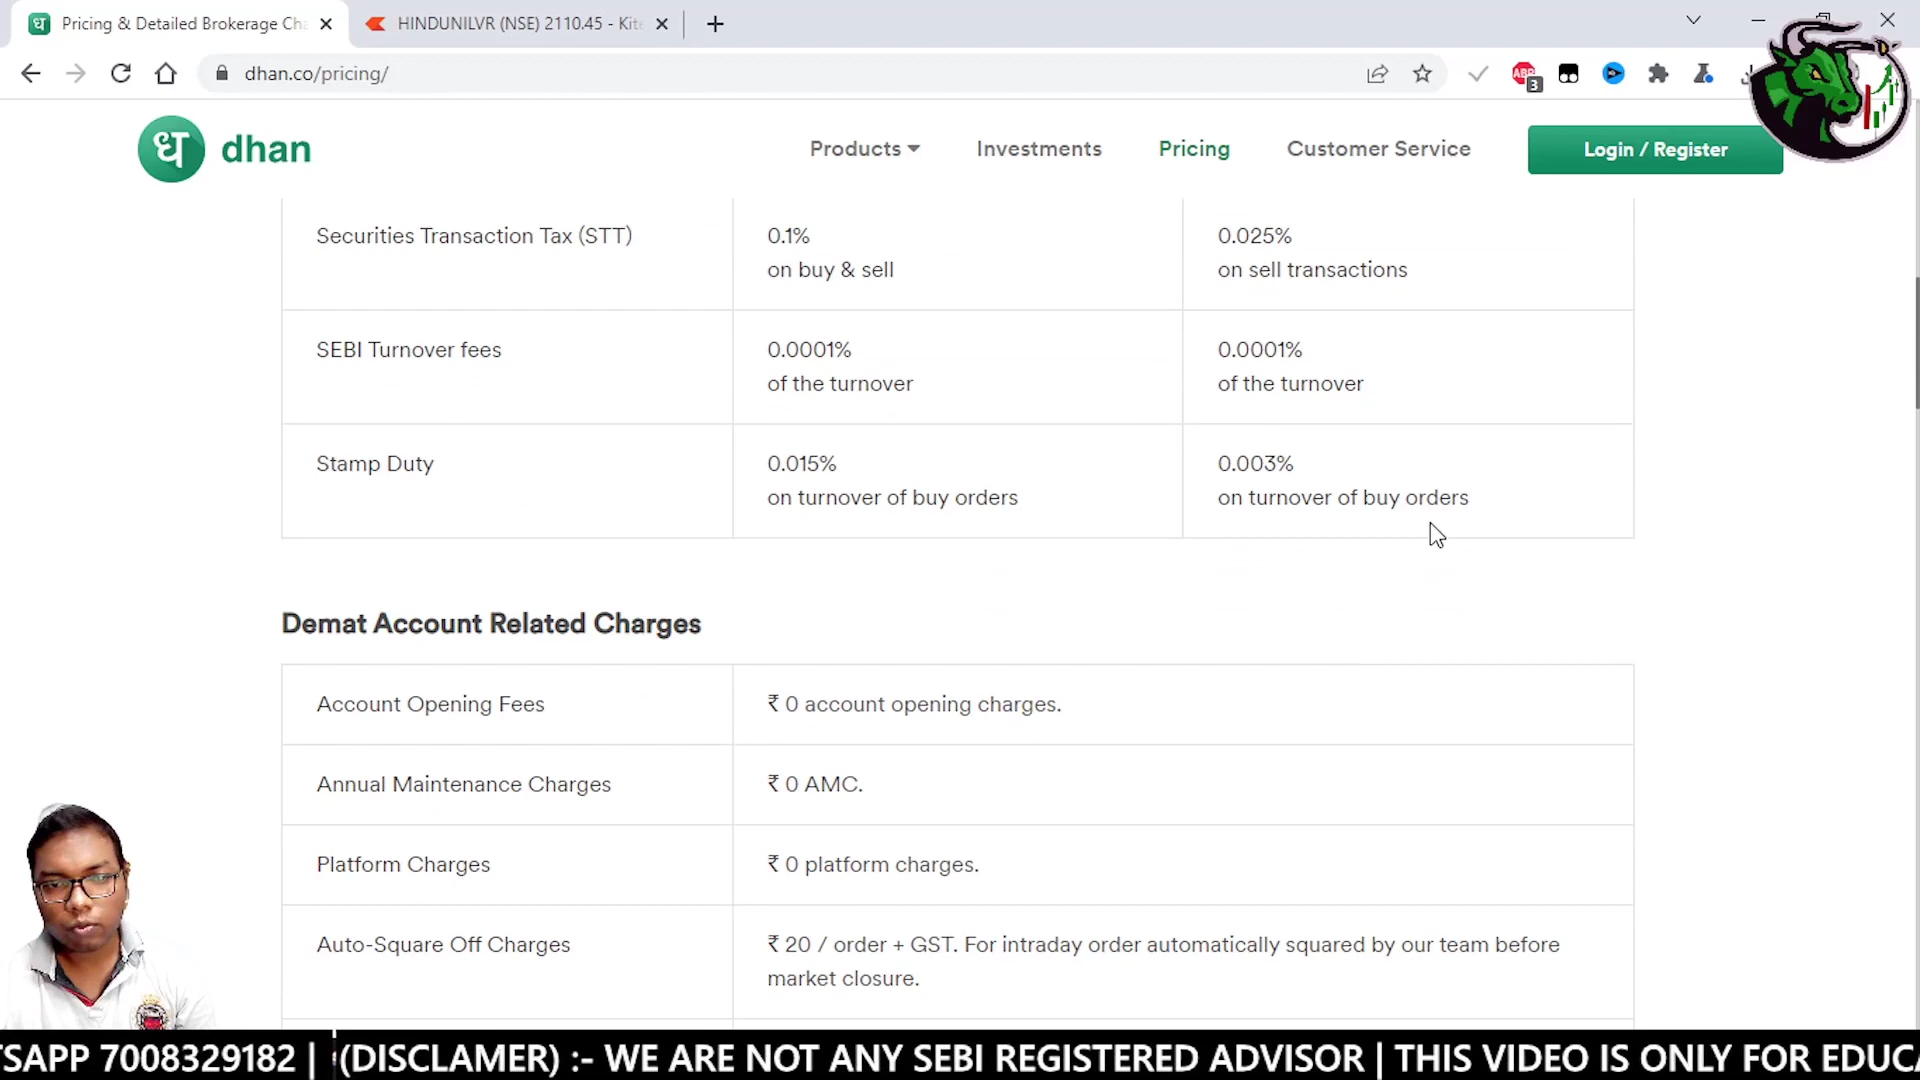 Pricing & Detailed Brokerage Cha
HINDUNILVR (NSE) 2110.45 - Kite
dhan.co/pricing/
ABP
3
ध dhan
Products
Investments
Pricing
Customer Service
Login / Register
Securities Transaction Tax (STT)
0.1%
on buy & sell
0.025%
on sell transactions
SEBI Turnover fees
0.0001%
of the turnover
0.0001%
of the turnover
Stamp Duty
0.015%
on turnover of buy orders
0.003%
on turnover of buy orders
Demat Account Related Charges
Account Opening Fees
₹ 0 account opening charges.
Annual Maintenance Charges
₹ 0 AMC.
Platform Charges
₹ 0 platform charges.
Auto-Square Off Charges
₹ 20 / order + GST. For intraday order automatically squared by our team before
market closure.
TSAPP 7008329182 | (DISCLAMER) :- WE ARE NOT ANY SEBI REGISTERED ADVISOR | THIS VIDEO IS ONLY FOR EDUCA